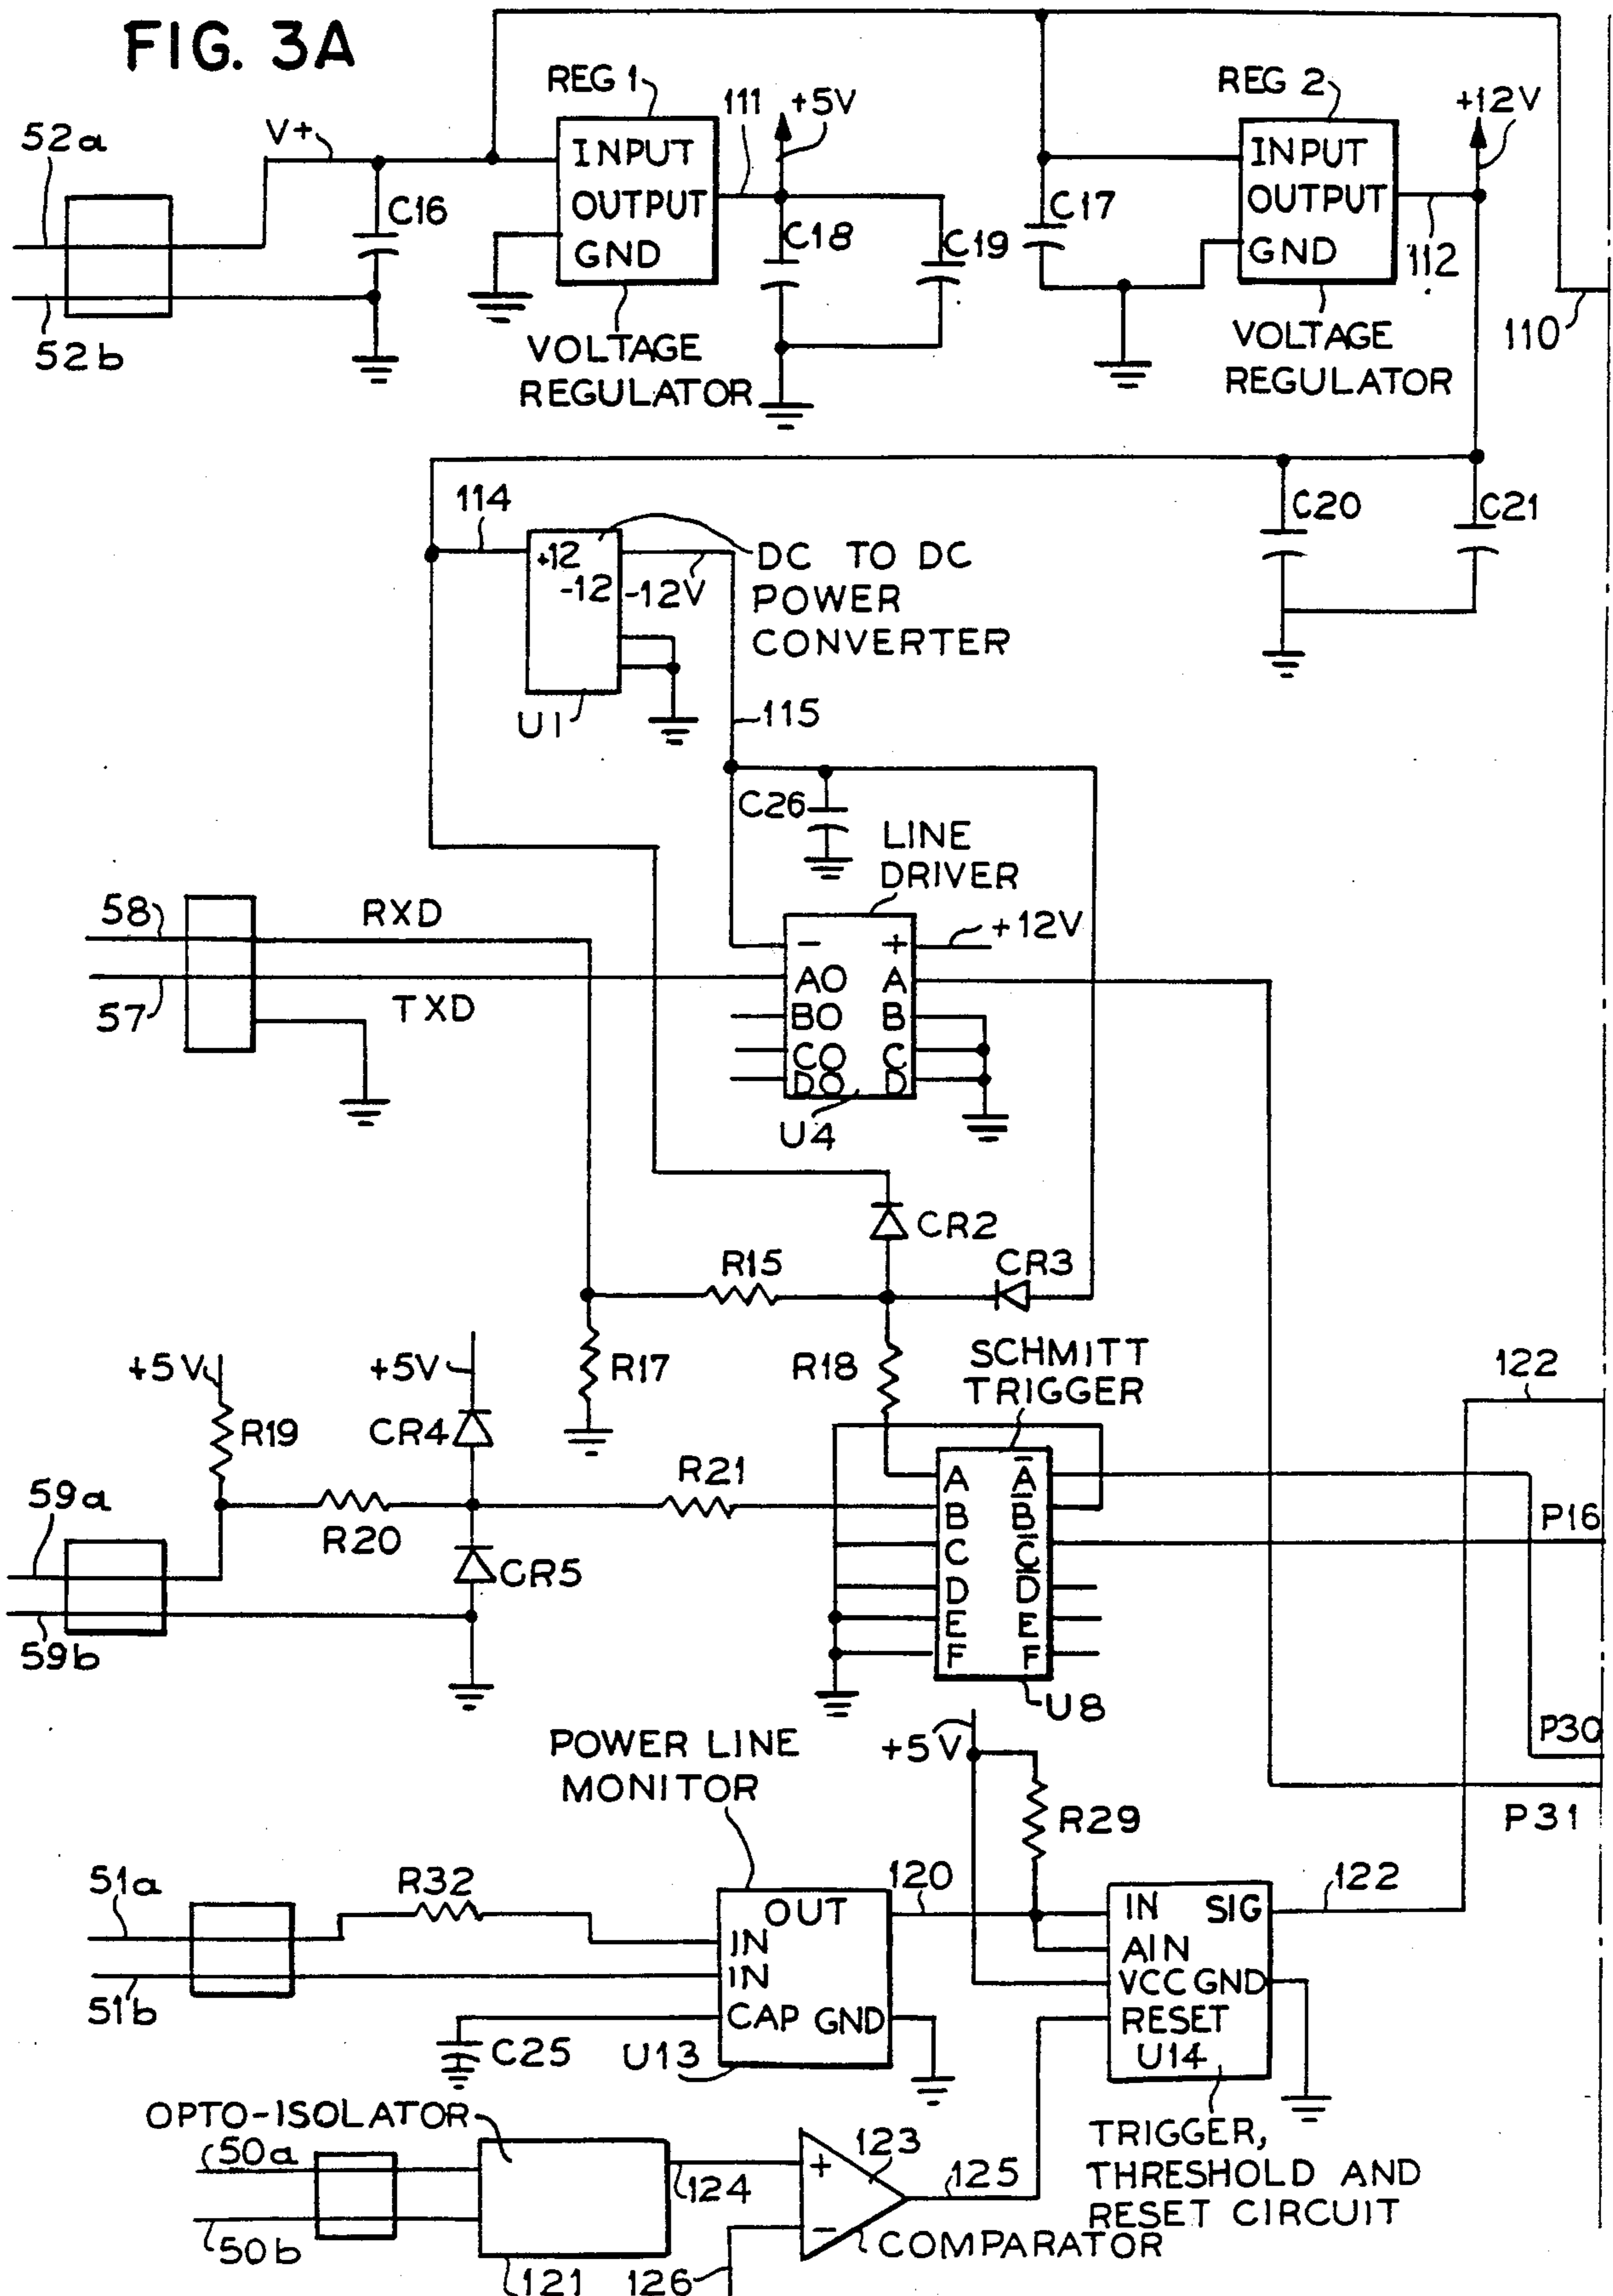 FIG. 3A
REG 1
111
+5V
REG 2
+12V
52a
V+
INPUT
OUTPUT
GND
INPUT
OUTPUT
GND
C16
C18
C19
C17
112
110
52b
VOLTAGE
REGULATOR
VOLTAGE
REGULATOR
114
C20
C21
+12
-12
-12V
DC TO DC
POWER
CONVERTER
U1
115
C26
LINE
DRIVER
58
RXD
57
TXD
- +
+12V
AO A
BO B
CO C
DO D
U4
CR2
R15
CR3
R17
R18
SCHMITT
TRIGGER
122
+5V
+5V
R19
CR4
R21
59a
R20
CR5
A A̅
B B̅
C C̅
D D̅
E E̅
F F̅
P16
59b
U8
P30
P31
POWER LINE
MONITOR
+5V
R29
51a
R32
OUT
120
IN SIG
122
IN
AIN
IN
VCC GND
51b
CAP GND
RESET
C25
U13
U14
OPTO-ISOLATOR
50a
123
124
+
-
125
TRIGGER,
THRESHOLD AND
RESET CIRCUIT
50b
COMPARATOR
121
126